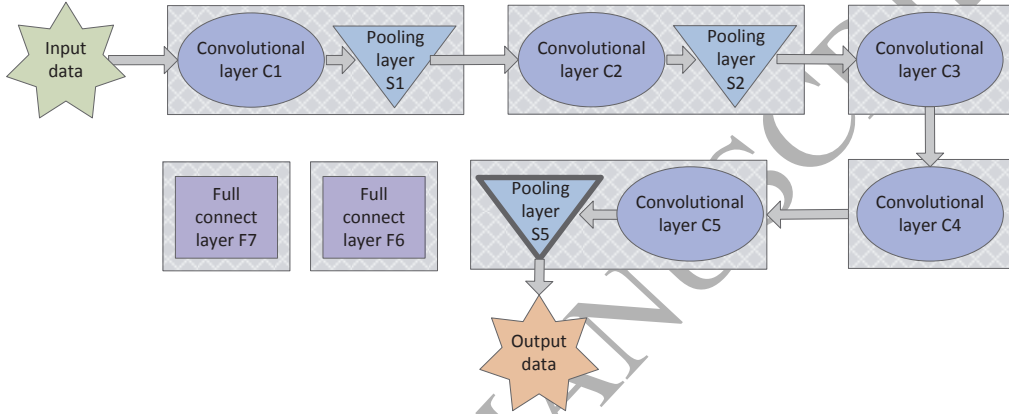 Input
data
Convolutional
layer C1
Pooling
layer
S1
Convolutional
layer C2
Pooling
layer
S2
Convolutional
layer C3
Full
connect
layer F7
Full
connect
layer F6
Pooling
layer
S5
Convolutional
layer C5
Convolutional
layer C4
Output
data